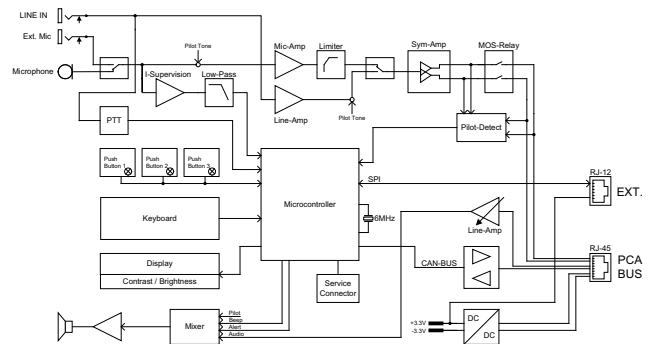 LINE IN
Ext. Mic
Microphone
Pilot Tone
Mic-Amp
Limiter
Sym-Amp
MOS-Relay
I-Supervision
Low-Pass
Line-Amp
Pilot Tone
PTT
Pilot-Detect
Push
Button 1
Push
Button 2
Push
Button 3
Microcontroller
SPI
RJ-12
EXT.
Keyboard
6MHz
Line-Amp
RJ-45
PCA
BUS
Display
Contrast / Brightness
CAN-BUS
Service
Connector
Mixer
Pilot
Beep
Alert
Audio
+3.3V
-3.3V
DC
DC